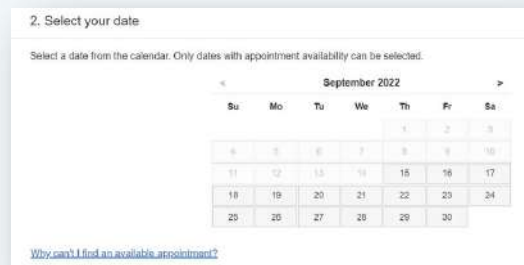 2. Select your date
Select a date from the calendar. Only dates with appointment availability can be selected.
< September 2022 >
Su Mo Tu We Th Fr Sa
1 2 3
4 5 6 7 8 9 10
11 12 13 14 15 16 17
18 19 20 21 22 23 24
25 26 27 28 29 30
Why can't I find an available appointment?